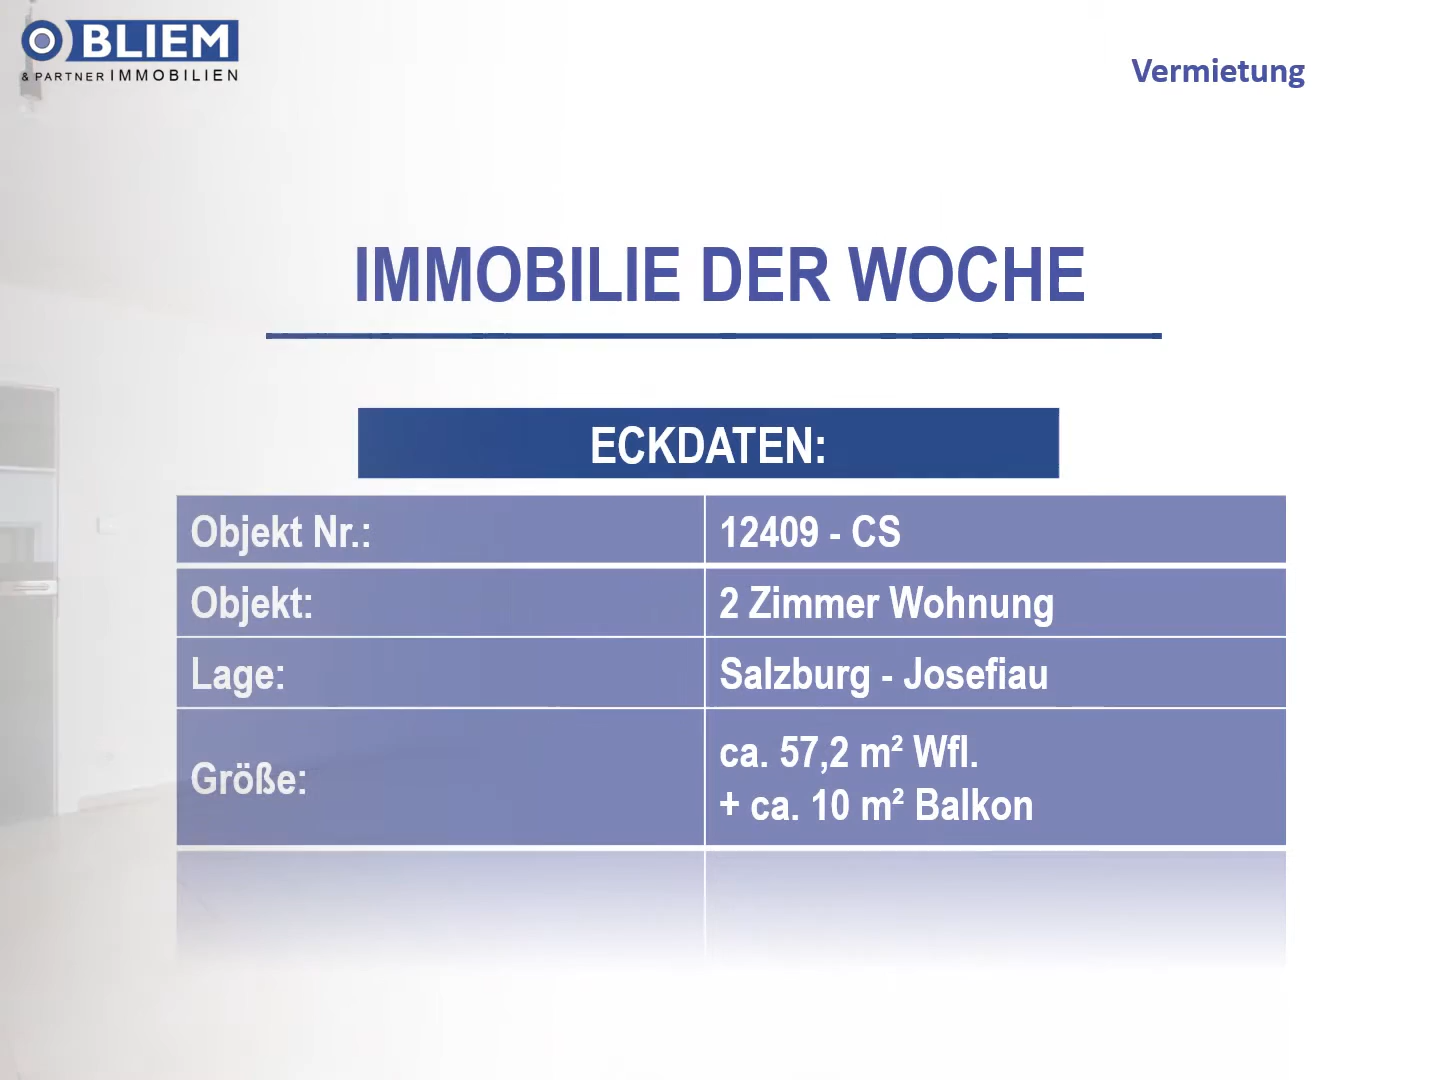 BLIEM
& PARTNER IMMOBILIEN
Vermietung
IMMOBILIE DER WOCHE
ECKDATEN:
Objekt Nr.: 12409 - CS
Objekt: 2 Zimmer Wohnung
Lage: Salzburg - Josefiau
Größe: ca. 57,2 m² Wfl.
+ ca. 10 m² Balkon